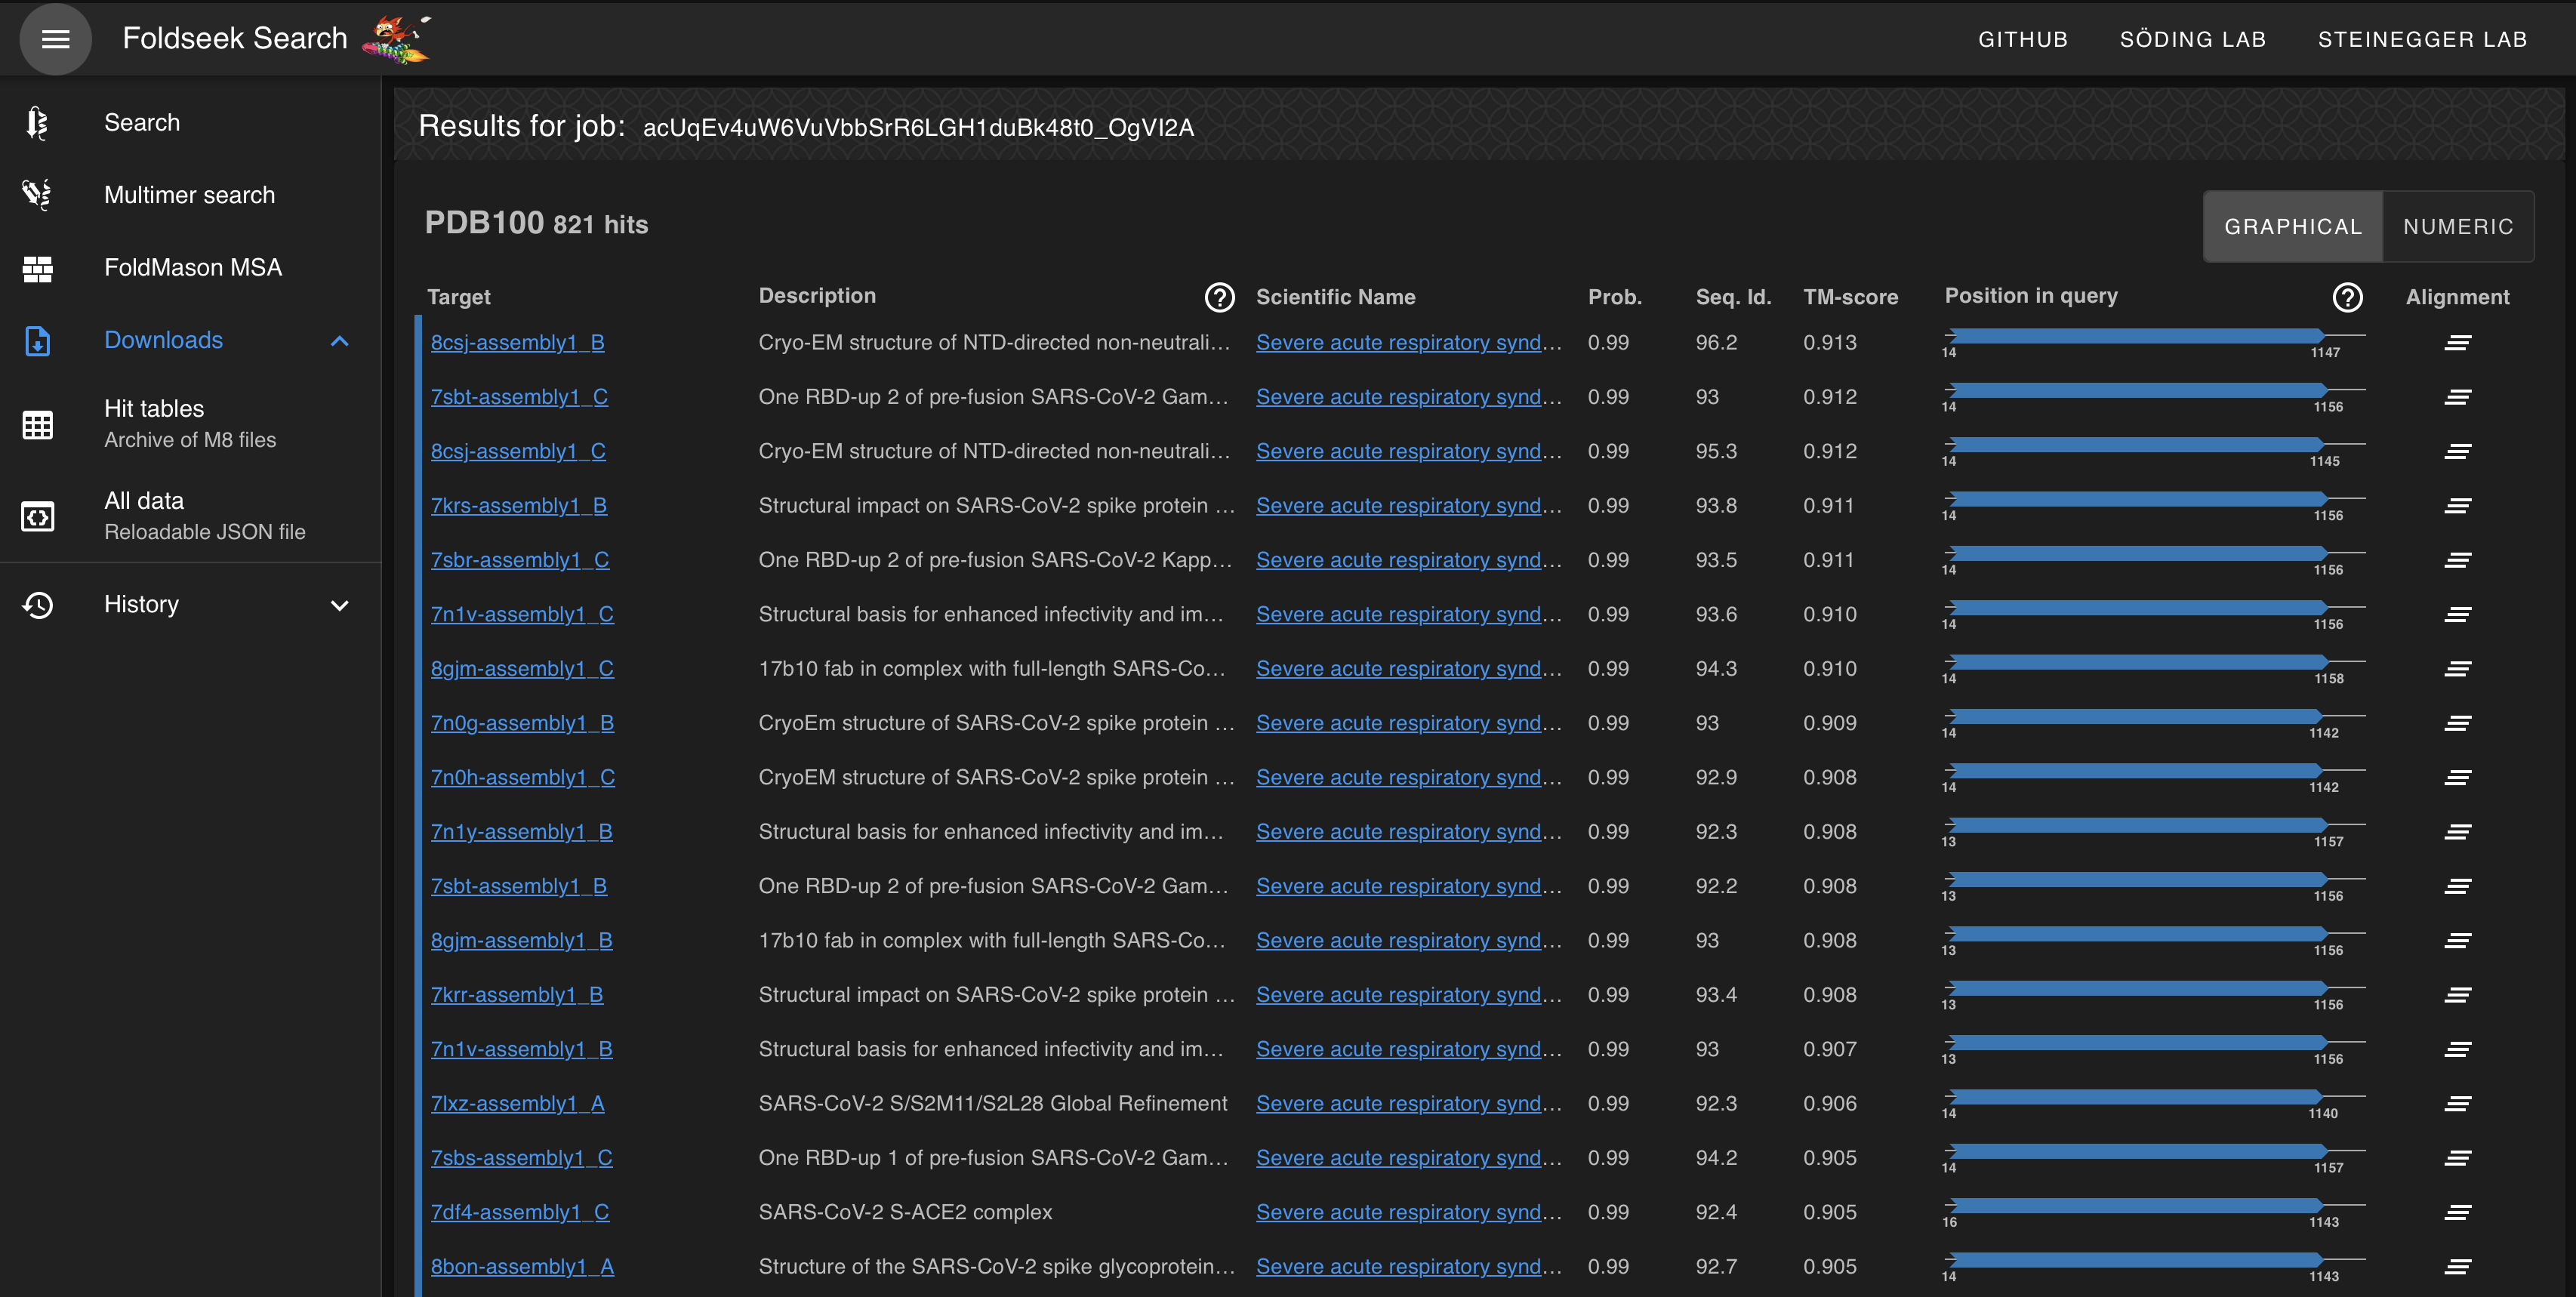 Foldseek Search GITHUB SÖDING LAB STEINEGGER LAB
Search
Multimer search
FoldMason MSA
Downloads
Hit tables
Archive of M8 files
All data
Reloadable JSON file
History
Results for job: acUqEv4uW6VuVbbSrR6LGH1duBk48t0_OgVI2A
PDB100 821 hits
GRAPHICAL NUMERIC
Target Description Scientific Name Prob. Seq. Id. TM-score Position in query Alignment
8csj-assembly1_B Cryo-EM structure of NTD-directed non-neutrali… Severe acute respiratory synd… 0.99 96.2 0.913 14 1147
7sbt-assembly1_C One RBD-up 2 of pre-fusion SARS-CoV-2 Gam… Severe acute respiratory synd… 0.99 93 0.912 14 1156
8csj-assembly1_C Cryo-EM structure of NTD-directed non-neutrali… Severe acute respiratory synd… 0.99 95.3 0.912 14 1145
7krs-assembly1_B Structural impact on SARS-CoV-2 spike protein … Severe acute respiratory synd… 0.99 93.8 0.911 14 1156
7sbr-assembly1_C One RBD-up 2 of pre-fusion SARS-CoV-2 Kapp… Severe acute respiratory synd… 0.99 93.5 0.911 14 1156
7n1v-assembly1_C Structural basis for enhanced infectivity and im… Severe acute respiratory synd… 0.99 93.6 0.910 14 1156
8gjm-assembly1_C 17b10 fab in complex with full-length SARS-Co… Severe acute respiratory synd… 0.99 94.3 0.910 14 1158
7n0g-assembly1_B CryoEm structure of SARS-CoV-2 spike protein … Severe acute respiratory synd… 0.99 93 0.909 14 1142
7n0h-assembly1_C CryoEM structure of SARS-CoV-2 spike protein … Severe acute respiratory synd… 0.99 92.9 0.908 14 1142
7n1y-assembly1_B Structural basis for enhanced infectivity and im… Severe acute respiratory synd… 0.99 92.3 0.908 13 1157
7sbt-assembly1_B One RBD-up 2 of pre-fusion SARS-CoV-2 Gam… Severe acute respiratory synd… 0.99 92.2 0.908 13 1156
8gjm-assembly1_B 17b10 fab in complex with full-length SARS-Co… Severe acute respiratory synd… 0.99 93 0.908 13 1156
7krr-assembly1_B Structural impact on SARS-CoV-2 spike protein … Severe acute respiratory synd… 0.99 93.4 0.908 13 1156
7n1v-assembly1_B Structural basis for enhanced infectivity and im… Severe acute respiratory synd… 0.99 93 0.907 13 1156
7lxz-assembly1_A SARS-CoV-2 S/S2M11/S2L28 Global Refinement Severe acute respiratory synd… 0.99 92.3 0.906 14 1140
7sbs-assembly1_C One RBD-up 1 of pre-fusion SARS-CoV-2 Gam… Severe acute respiratory synd… 0.99 94.2 0.905 14 1157
7df4-assembly1_C SARS-CoV-2 S-ACE2 complex Severe acute respiratory synd… 0.99 92.4 0.905 16 1143
8bon-assembly1_A Structure of the SARS-CoV-2 spike glycoprotein… Severe acute respiratory synd… 0.99 92.7 0.905 14 1143